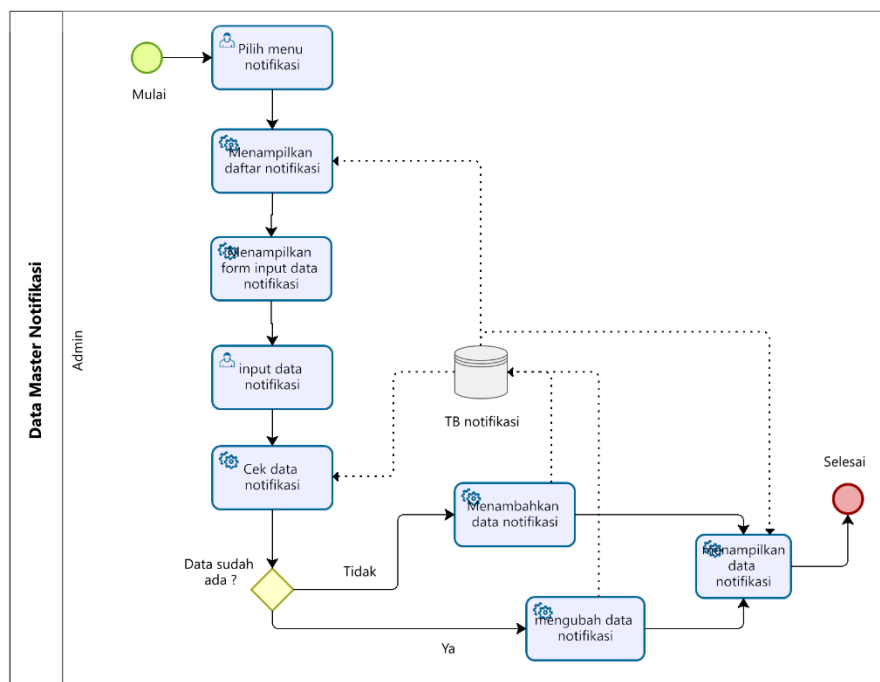 Data Master Notifikasi
Admin
Mulai
Pilih menu
notifikasi
Menampilkan
daftar notifikasi
Menampilkan
form input data
notifikasi
input data
notifikasi
Cek data
notifikasi
Data sudah
ada ?
Tidak
Ya
TB notifikasi
Menambahkan
data notifikasi
mengubah data
notifikasi
menampilkan
data
notifikasi
Selesai